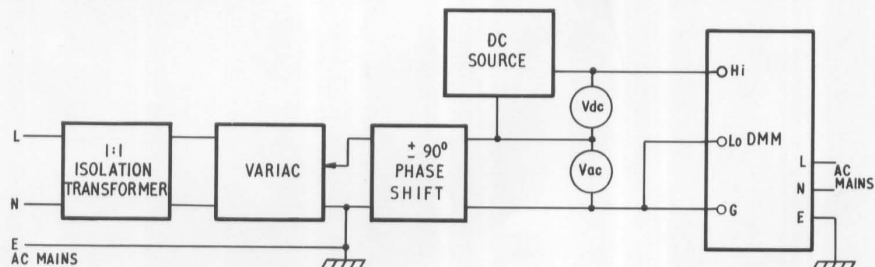 DC
SOURCE
Hi
Vdc
L
1:1
ISOLATION
TRANSFORMER
VARIAC
± 90°
PHASE
SHIFT
Vac
Lo DMM
L
AC
N
MAINS
N
G
E
E
AC MAINS